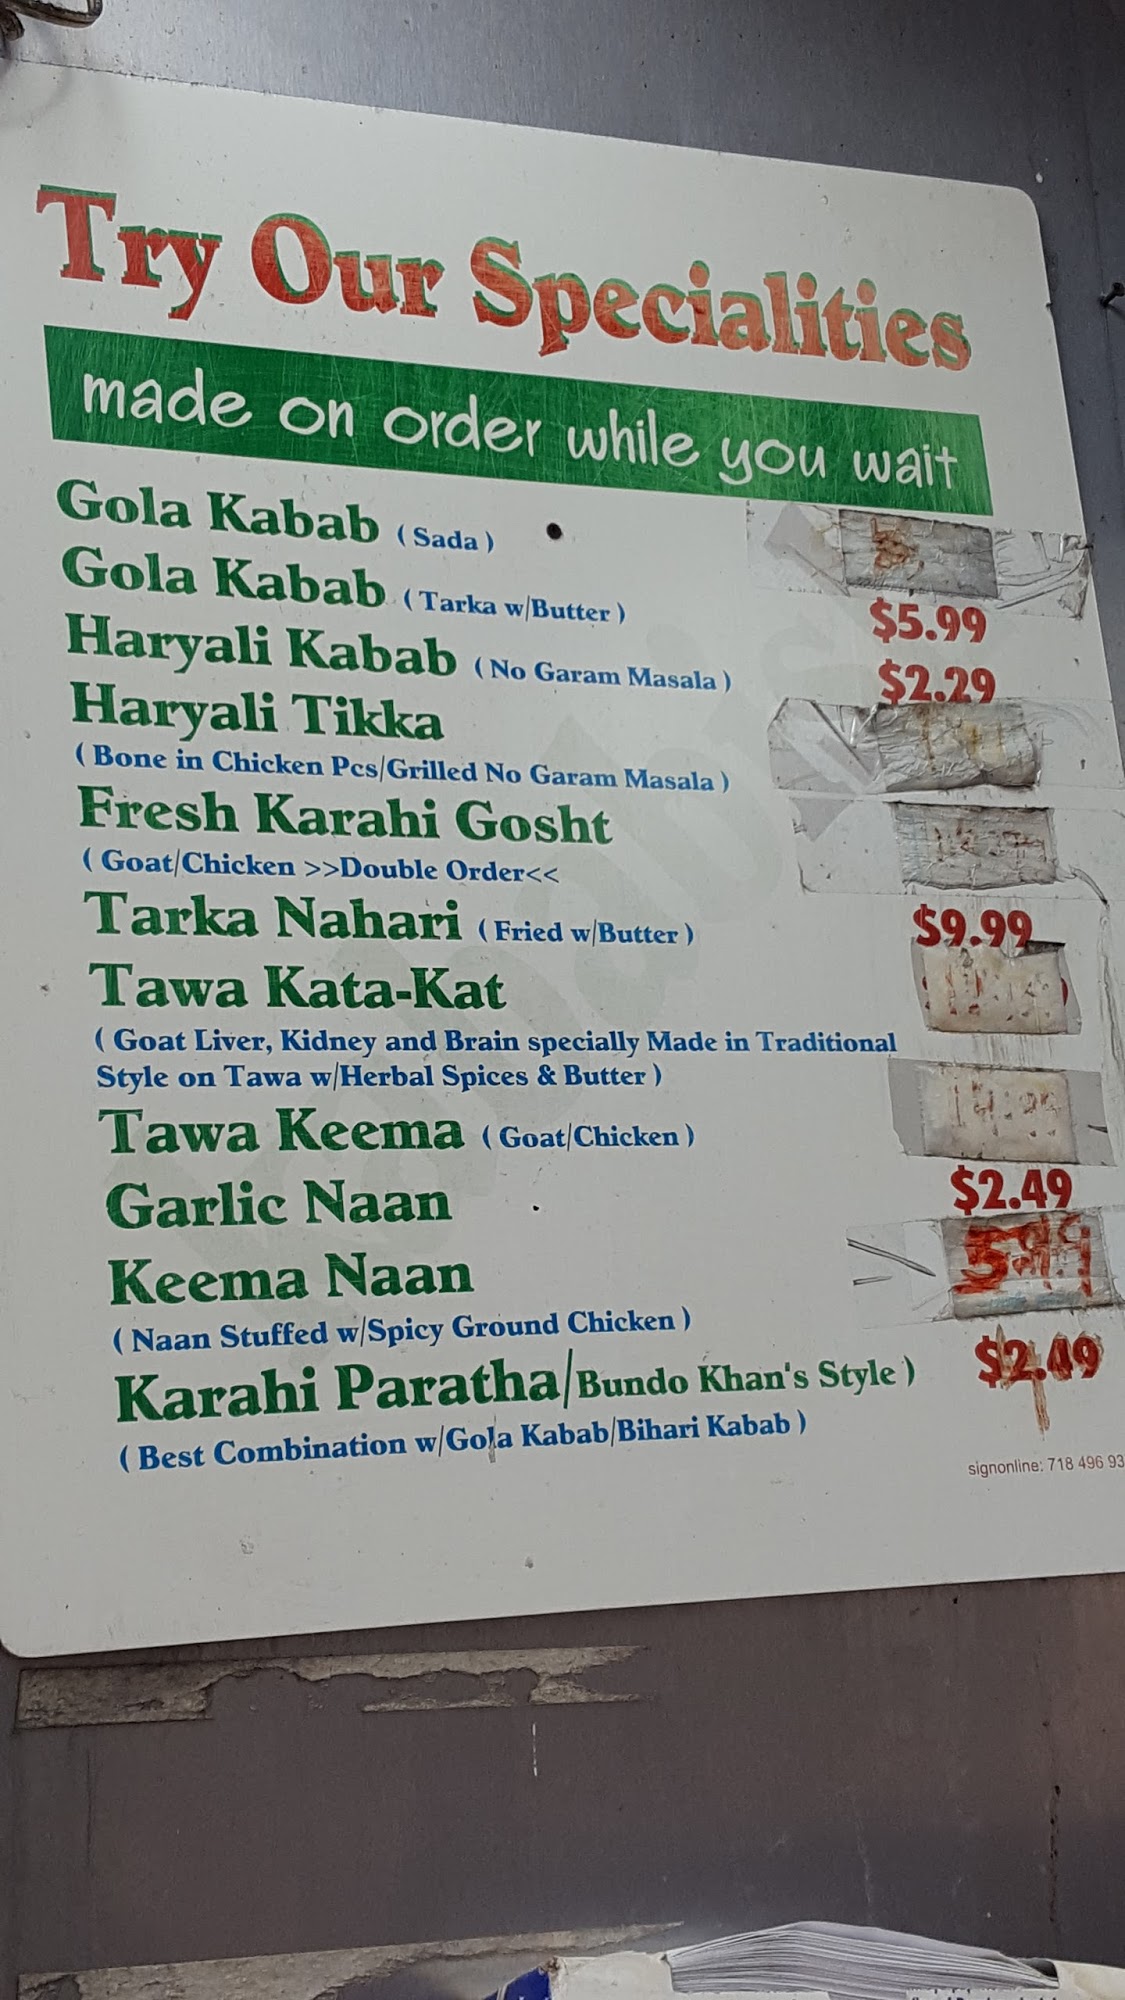 Try Our Specialities
made on order while you wait
Gola Kabab ( Sada )
Gola Kabab ( Tarka w/Butter ) $5.99
Haryali Kabab ( No Garam Masala ) $2.29
Haryali Tikka
( Bone in Chicken Pcs/Grilled No Garam Masala )
Fresh Karahi Gosht
( Goat/Chicken >>Double Order<<
Tarka Nahari ( Fried w/Butter ) $9.99
Tawa Kata-Kat
( Goat Liver, Kidney and Brain specially Made in Traditional
Style on Tawa w/Herbal Spices & Butter )
Tawa Keema ( Goat/Chicken )
Garlic Naan $2.49
Keema Naan
( Naan Stuffed w/Spicy Ground Chicken )
Karahi Paratha/Bundo Khan's Style ) $2.49
( Best Combination w/Gola Kabab/Bihari Kabab )
signonline: 718 496 93